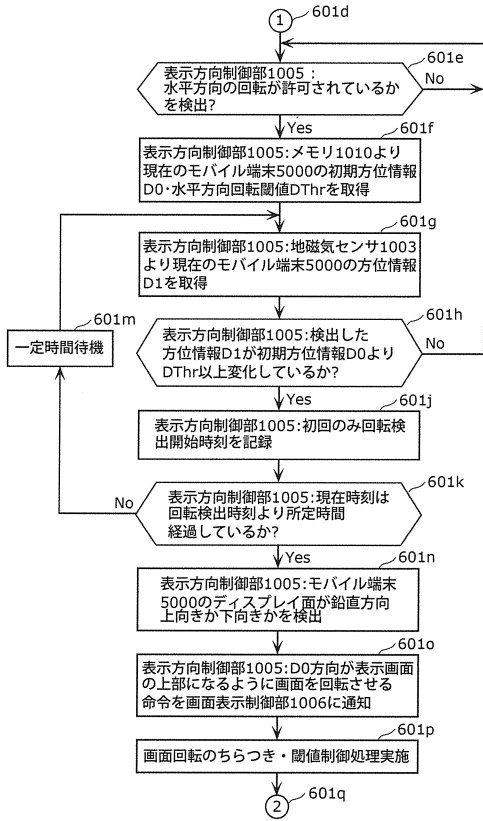 1
601d
601e
表示方向制御部1005：
水平方向の回転が許可されているか
を検出?
No
Yes
601f
表示方向制御部1005:メモリ1010より
現在のモバイル端末5000の初期方位情報
D0・水平方向回転閾値DThrを取得
601g
表示方向制御部1005:地磁気センサ1003
より現在のモバイル端末5000の方位情報
D1を取得
601h
表示方向制御部1005:検出した
方位情報D1が初期方位情報D0より
DThr以上変化しているか?
No
601m
一定時間待機
Yes
601j
表示方向制御部1005:初回のみ回転検
出開始時刻を記録
601k
表示方向制御部1005:現在時刻は
回転検出時刻より所定時間
経過しているか?
No
Yes
601n
表示方向制御部1005:モバイル端末
5000のディスプレイ面が鉛直方向
上向きか下向きかを検出
601o
表示方向制御部1005:D0方向が表示画面
の上部になるように画面を回転させる
命令を画面表示制御部1006に通知
601p
画面回転のちらつき・閾値制御処理実施
2
601q